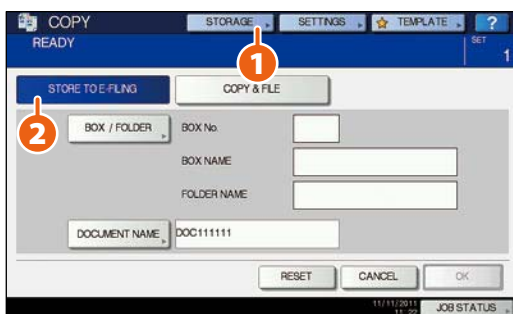 COPY STORAGE SETTINGS TEMPLATE ?
READY SET
1
1
STORE TO E-FILING COPY & FILE
2
BOX / FOLDER BOX No.
BOX NAME
FOLDER NAME
DOCUMENT NAME DOC111111
RESET CANCEL OK
11/11/2011
11:22 JOB STATUS